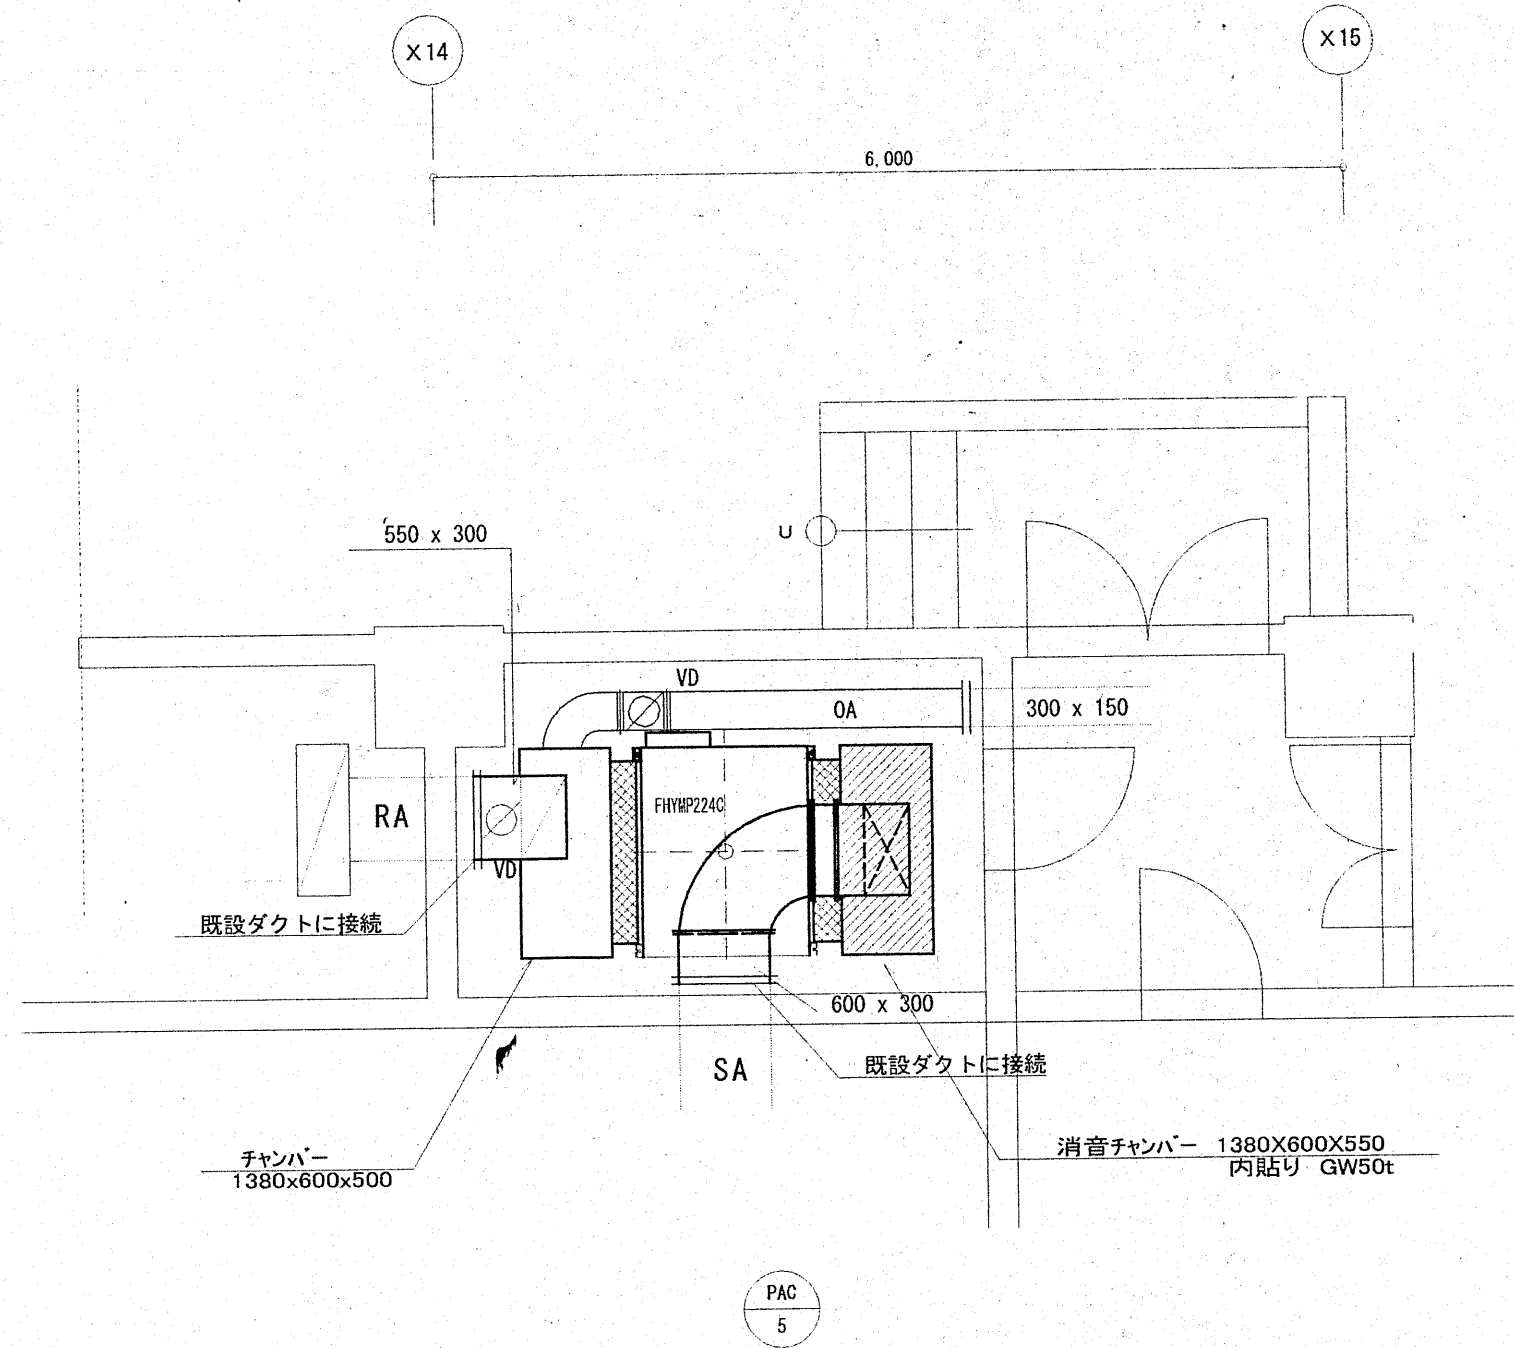 X14
X15
6,000
550 x 300
U
VD
OA
300 x 150
FHYMP224C
RA
VD
既設ダクトに接続
600 x 300
SA
既設ダクトに接続
チャンバー
1380x600x500
消音チャンバー 1380X600X550
内貼り GW50t
PAC
5